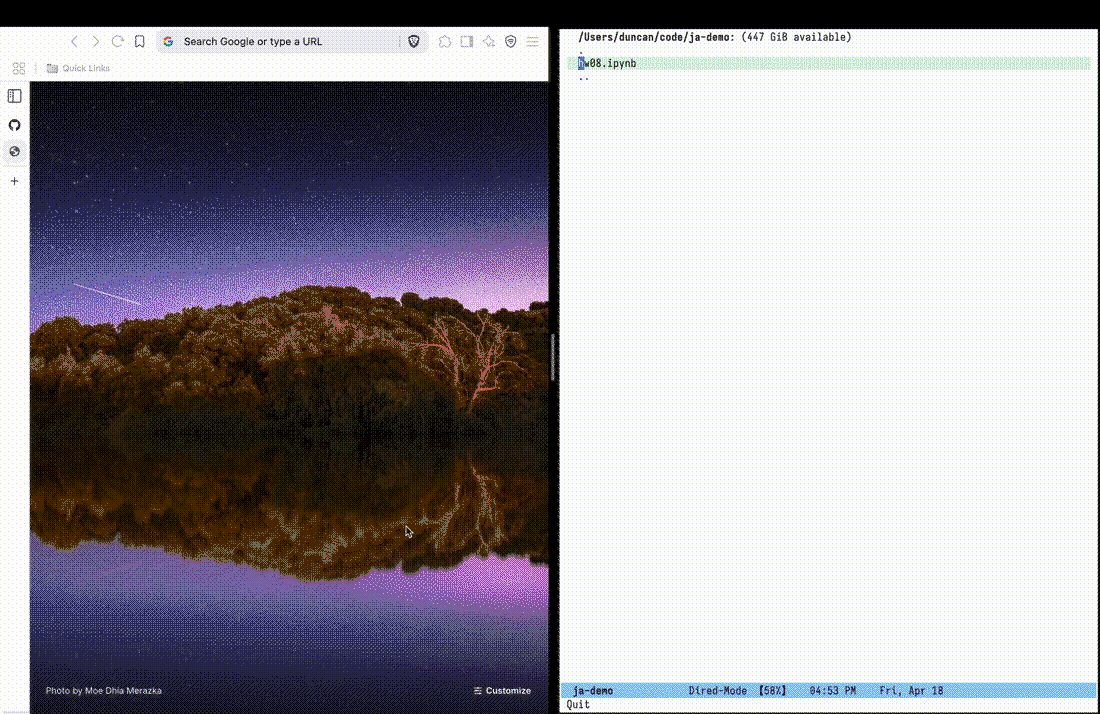 Search Google or type a URL
Quick Links
Photo by Moe Dhia Merazka
Customize
/Users/duncan/code/ja-demo: (447 GiB available)
.
hw08.ipynb
..
ja-demo Dired-Mode 【58%】 04:53 PM Fri, Apr 18
Quit